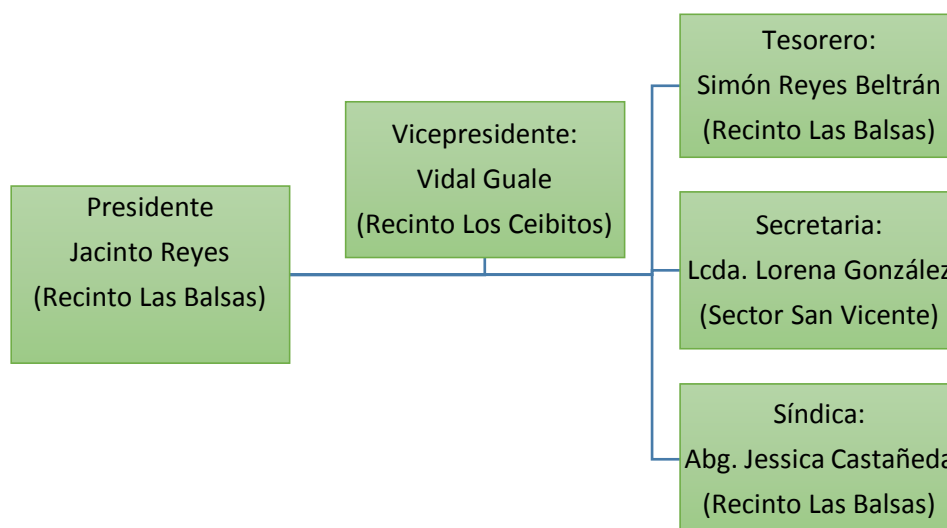 Presidente
Jacinto Reyes
(Recinto Las Balsas)
Vicepresidente:
Vidal Guale
(Recinto Los Ceibitos)
Tesorero:
Simón Reyes Beltrán
(Recinto Las Balsas)
Secretaria:
Lcda. Lorena González
(Sector San Vicente)
Síndica:
Abg. Jessica Castañeda
(Recinto Las Balsas)